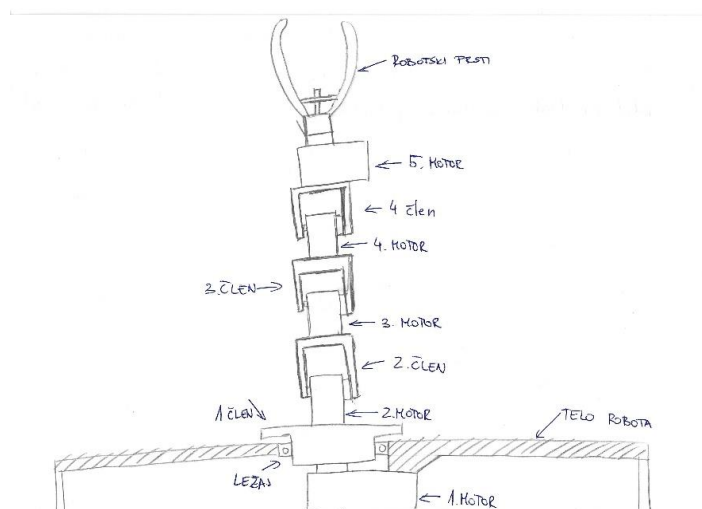 ROBOTSKI PRSTI
5. MOTOR
4 člen
4. MOTOR
3. ČLEN
3. MOTOR
2. ČLEN
1 ČLEN
2. MOTOR
TELO ROBOTA
LEŽAJ
1. MOTOR